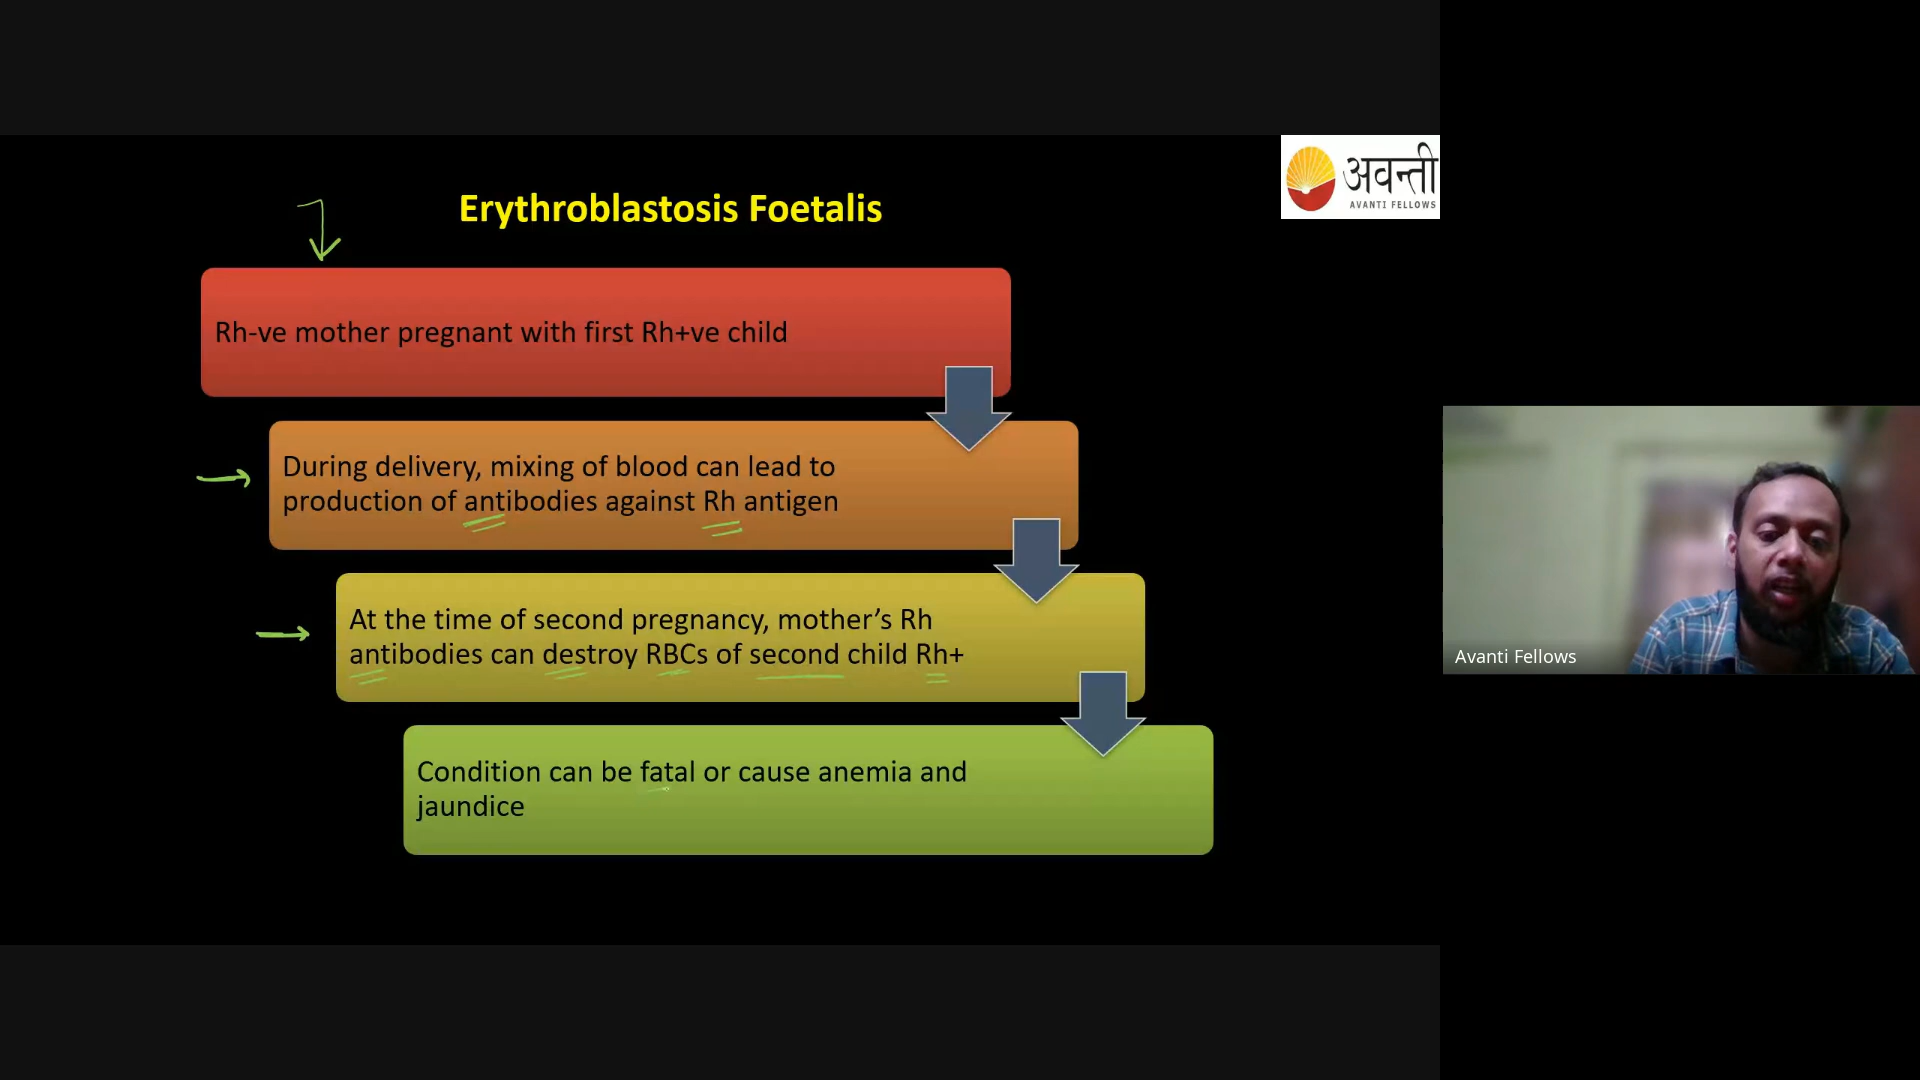 Erythroblastosis Foetalis
अवन्ती
AVANTI FELLOWS
Rh-ve mother pregnant with first Rh+ve child
During delivery, mixing of blood can lead to
production of antibodies against Rh antigen
At the time of second pregnancy, mother’s Rh
antibodies can destroy RBCs of second child Rh+
Condition can be fatal or cause anemia and
jaundice
Avanti Fellows